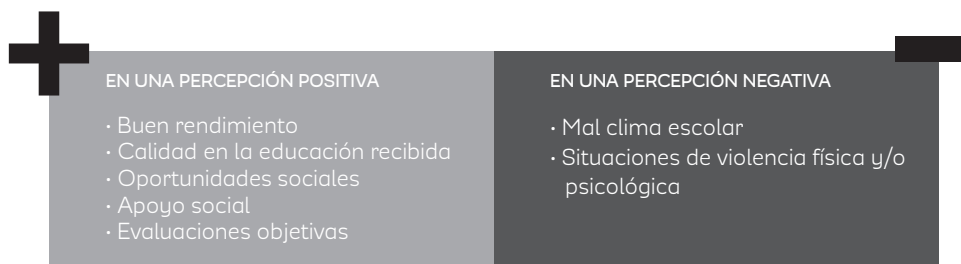 EN UNA PERCEPCIÓN POSITIVA
· Buen rendimiento
· Calidad en la educación recibida
· Oportunidades sociales
· Apoyo social
· Evaluaciones objetivas
EN UNA PERCEPCIÓN NEGATIVA
· Mal clima escolar
· Situaciones de violencia física y/o
psicológica